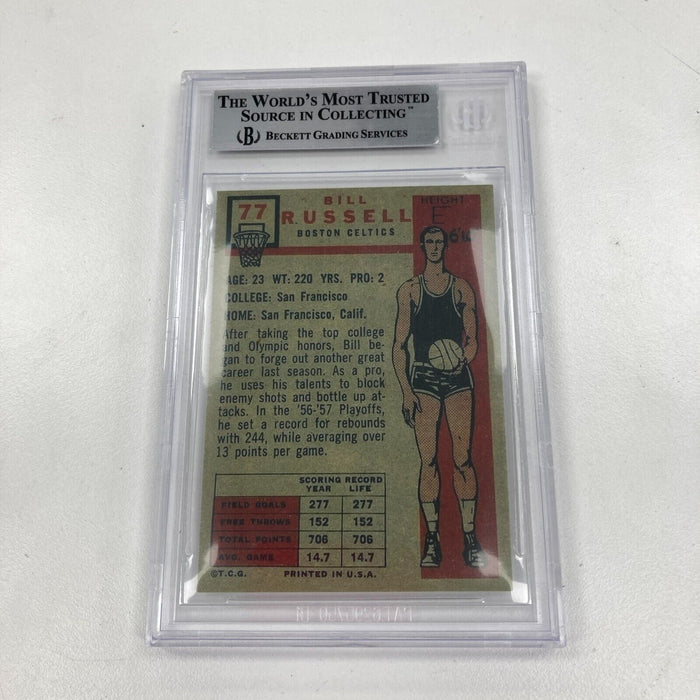 THE WORLD'S MOST TRUSTED
SOURCE IN COLLECTING™
B BECKETT GRADING SERVICES
77
BILL
RUSSELL
BOSTON CELTICS
HEIGHT
AGE: 23 WT: 220 YRS. PRO: 2
COLLEGE: San Francisco
HOME: San Francisco, Calif.
After taking the top college
and Olympic honors, Bill be-
gan to forge out another great
career last season. As a pro,
he uses his talents to block
enemy shots and bottle up at-
tacks. In the '56-'57 Playoffs,
he set a record for rebounds
with 244, while averaging over
13 points per game.
SCORING RECORD
YEAR LIFE
FIELD GOALS 277 277
FREE THROWS 152 152
TOTAL POINTS 706 706
AVG. GAME 14.7 14.7
©T.C.G. PRINTED IN U.S.A.